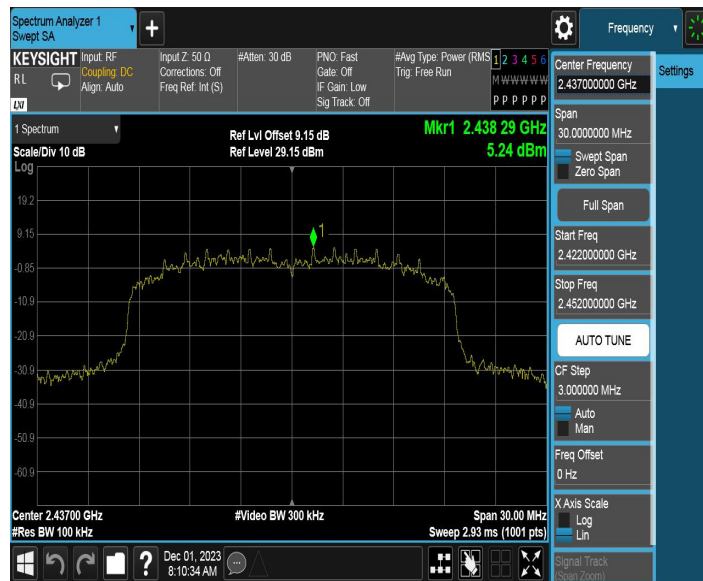 Spectrum Analyzer 1
Swept SA
+
Frequency
KEYSIGHT
RL
LXI
Input: RF
Coupling: DC
Align: Auto
Input Z: 50 Ω
Corrections: Off
Freq Ref: Int (S)
#Atten: 30 dB
PNO: Fast
Gate: Off
IF Gain: Low
Sig Track: Off
#Avg Type: Power (RMS
Trig: Free Run
1 2 3 4 5 6
M W W W W W
P P P P P P
Center Frequency
2.437000000 GHz
Settings
Span
30.0000000 MHz
Swept Span
Zero Span
Full Span
Start Freq
2.422000000 GHz
Stop Freq
2.452000000 GHz
AUTO TUNE
CF Step
3.000000 MHz
Auto
Man
Freq Offset
0 Hz
X Axis Scale
Log
Lin
Signal Track
(Span Zoom)
1 Spectrum
Scale/Div 10 dB
Log
Ref Lvl Offset 9.15 dB
Ref Level 29.15 dBm
Mkr1 2.438 29 GHz
5.24 dBm
1
19.2
9.15
-0.85
-10.9
-20.9
-30.9
-40.9
-50.9
-60.9
Center 2.43700 GHz
#Res BW 100 kHz
#Video BW 300 kHz
Span 30.00 MHz
Sweep 2.93 ms (1001 pts)
?
Dec 01, 2023
8:10:34 AM